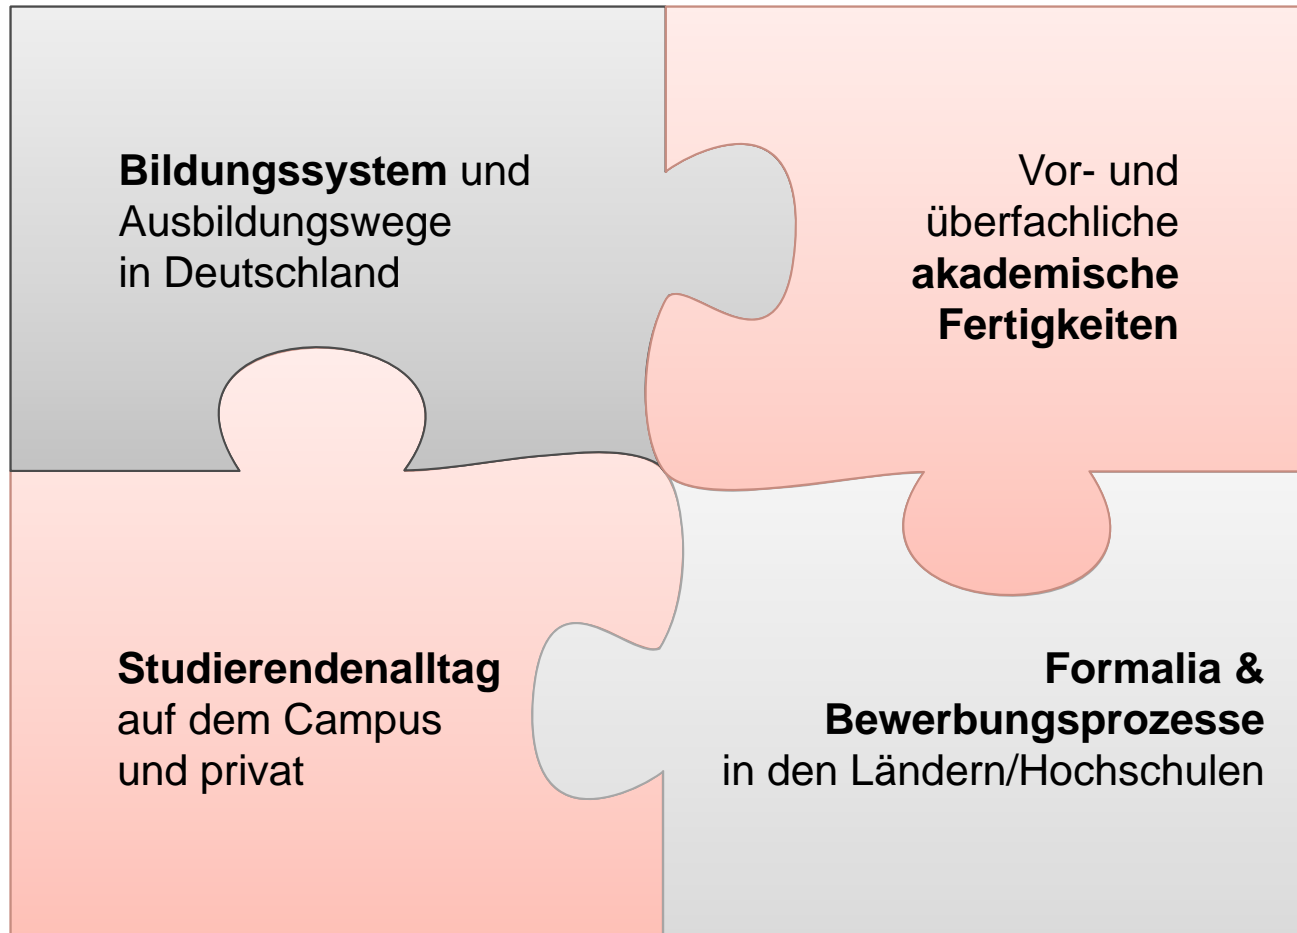 Bildungssystem und
Ausbildungswege
in Deutschland
Vor- und
überfachliche
akademische
Fertigkeiten
Studierendenalltag
auf dem Campus
und privat
Formalia &
Bewerbungsprozesse
in den Ländern/Hochschulen